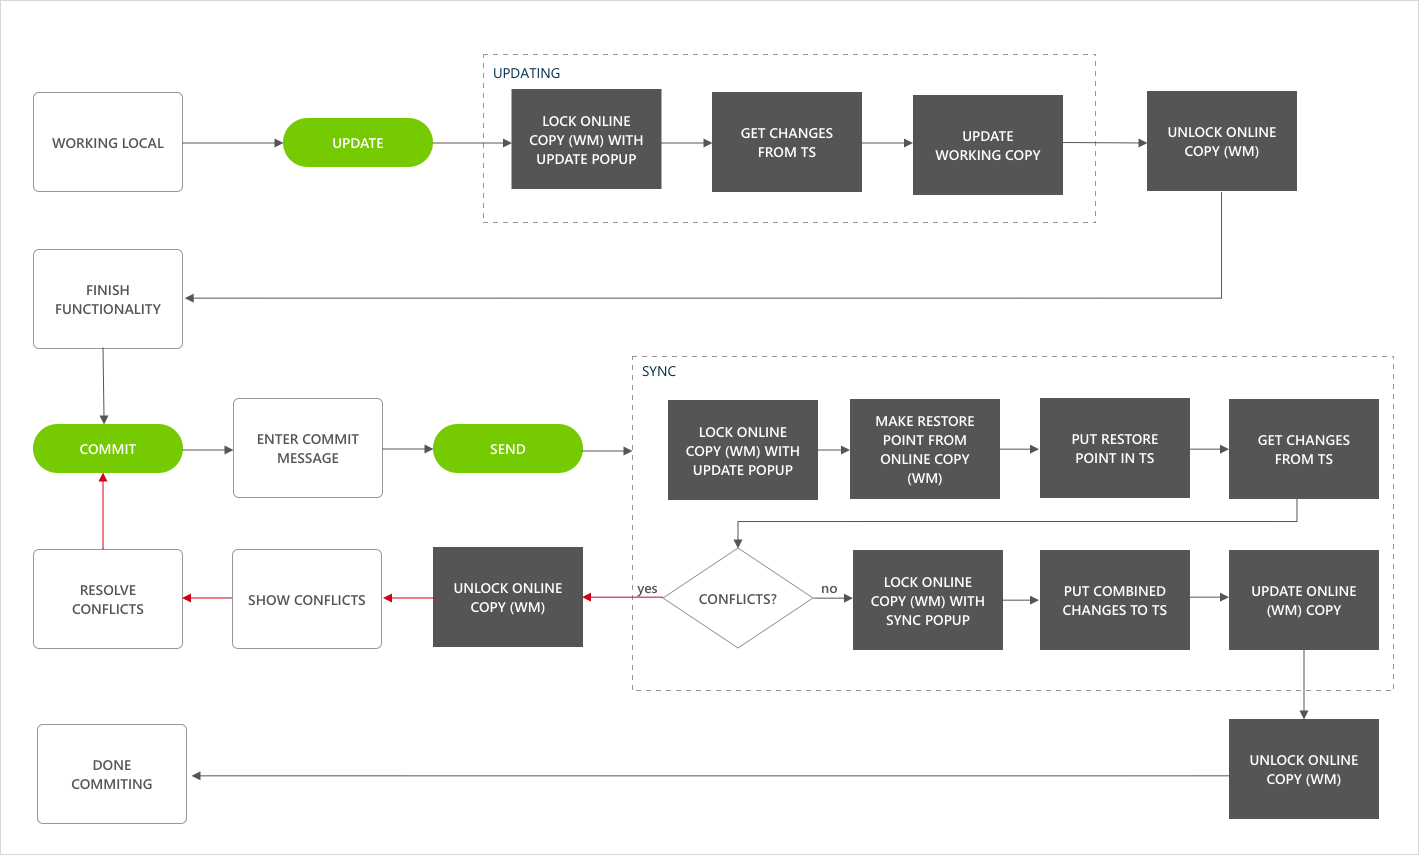 UPDATING
WORKING LOCAL
UPDATE
LOCK ONLINE
COPY (WM) WITH
UPDATE POPUP
GET CHANGES
FROM TS
UPDATE
WORKING COPY
UNLOCK ONLINE
COPY (WM)
FINISH
FUNCTIONALITY
SYNC
COMMIT
ENTER COMMIT
MESSAGE
SEND
LOCK ONLINE
COPY (WM) WITH
UPDATE POPUP
MAKE RESTORE
POINT FROM
ONLINE COPY
(WM)
PUT RESTORE
POINT IN TS
GET CHANGES
FROM TS
RESOLVE
CONFLICTS
SHOW CONFLICTS
UNLOCK ONLINE
COPY (WM)
yes
CONFLICTS?
no
LOCK ONLINE
COPY (WM) WITH
SYNC POPUP
PUT COMBINED
CHANGES TO TS
UPDATE ONLINE
(WM) COPY
DONE
COMMITING
UNLOCK ONLINE
COPY (WM)